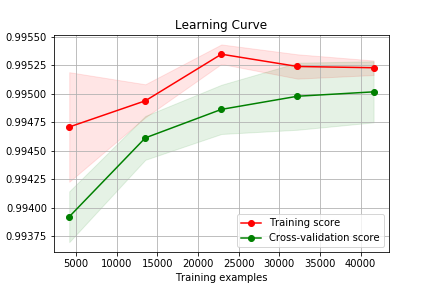 Learning Curve
0.99550
0.99525
0.99500
0.99475
0.99450
0.99425
0.99400
0.99375
Training score
Cross-validation score
5000 10000 15000 20000 25000 30000 35000 40000
Training examples